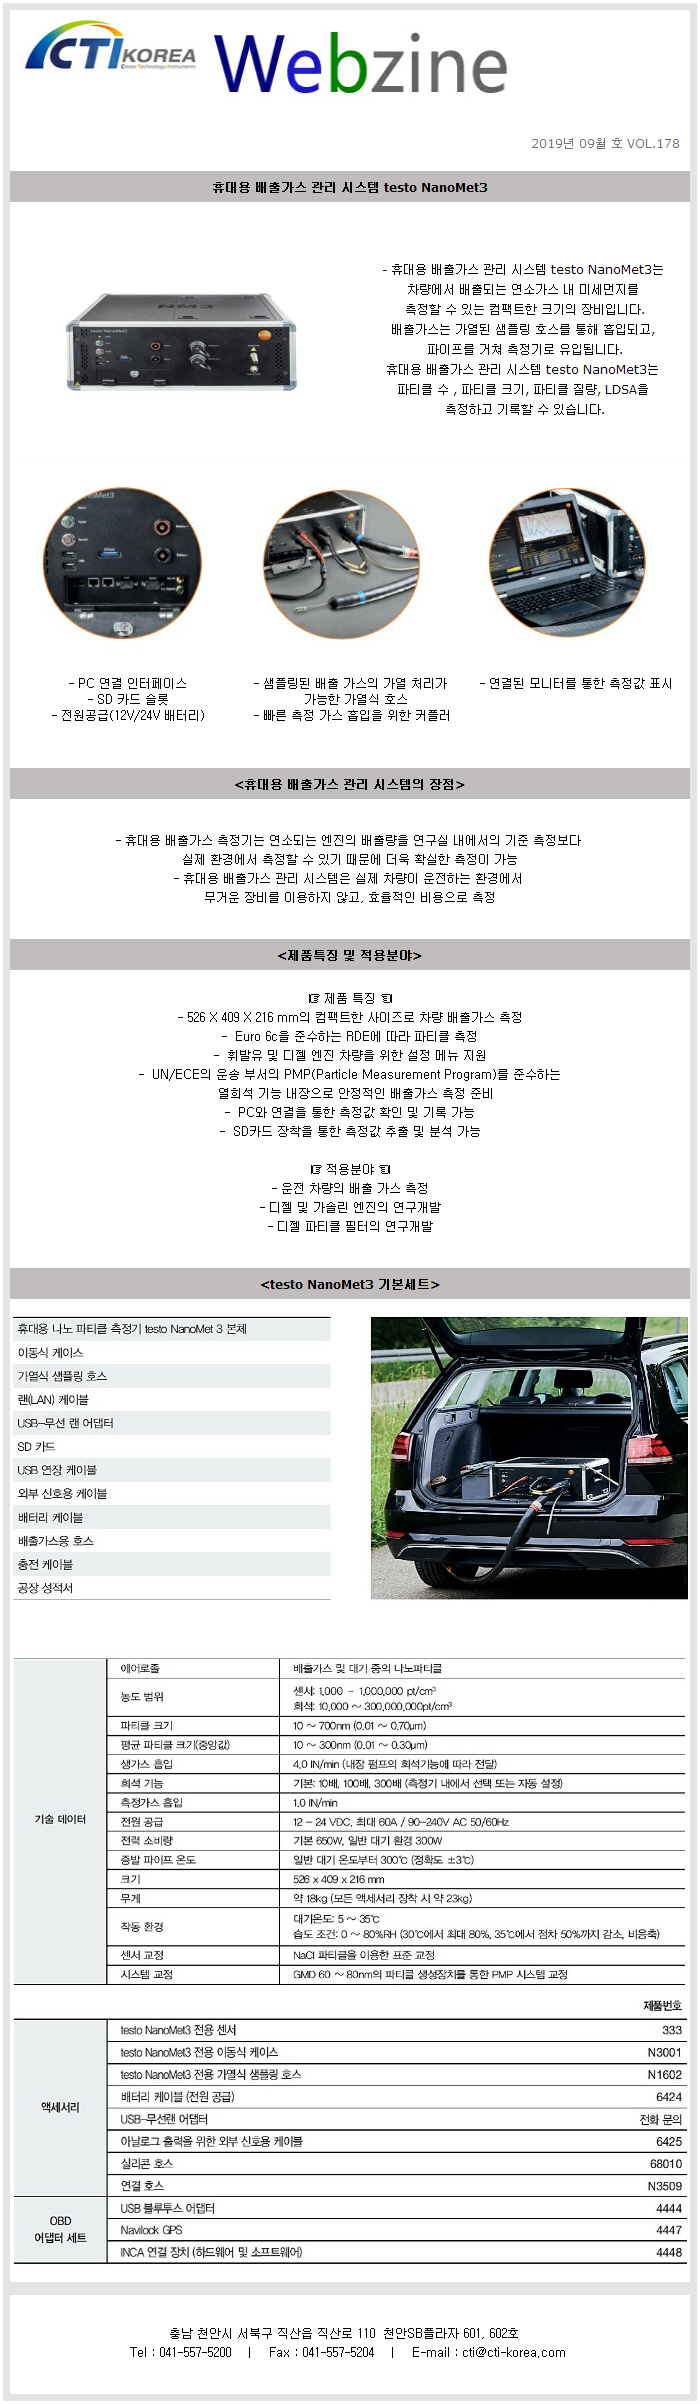 CTI KOREA
Create Technology Instruments
Webzine
2019년 09월 호 VOL.178
휴대용 배출가스 관리 시스템 testo NanoMet3
- 휴대용 배출가스 관리 시스템 testo NanoMet3는
차량에서 배출되는 연소가스 내 미세먼지를
측정할 수 있는 컴팩트한 크기의 장비입니다.
배출가스는 가열된 샘플링 호스를 통해 흡입되고,
파이프를 거쳐 측정기로 유입됩니다.
휴대용 배출가스 관리 시스템 testo NanoMet3는
파티클 수 , 파티클 크기, 파티클 질량, LDSA을
측정하고 기록할 수 있습니다.
NM3
testo NanoMet3
- PC 연결 인터페이스
- SD 카드 슬롯
- 전원공급(12V/24V 배터리)
- 샘플링된 배출 가스의 가열 처리가
가능한 가열식 호스
- 빠른 측정 가스 흡입을 위한 커플러
- 연결된 모니터를 통한 측정값 표시
<휴대용 배출가스 관리 시스템의 장점>
- 휴대용 배출가스 측정기는 연소되는 엔진의 배출량을 연구실 내에서의 기준 측정보다
실제 환경에서 측정할 수 있기 때문에 더욱 확실한 측정이 가능
- 휴대용 배출가스 관리 시스템은 실제 차량이 운전하는 환경에서
무거운 장비를 이용하지 않고, 효율적인 비용으로 측정
<제품특징 및 적용분야>
☞ 제품 특징 ☜
- 526 X 409 X 216 mm의 컴팩트한 사이즈로 차량 배출가스 측정
- Euro 6c을 준수하는 RDE에 따라 파티클 측정
- 휘발유 및 디젤 엔진 차량을 위한 설정 메뉴 지원
- UN/ECE의 운송 부서의 PMP(Particle Measurement Program)를 준수하는
열희석 기능 내장으로 안정적인 배출가스 측정 준비
- PC와 연결을 통한 측정값 확인 및 기록 가능
- SD카드 장착을 통한 측정값 추출 및 분석 가능
☞ 적용분야 ☜
- 운전 차량의 배출 가스 측정
- 디젤 및 가솔린 엔진의 연구개발
- 디젤 파티클 필터의 연구개발
<testo NanoMet3 기본세트>
휴대용 나노 파티클 측정기 testo NanoMet 3 본체
이동식 케이스
가열식 샘플링 호스
랜(LAN) 케이블
USB-무선 랜 어댑터
SD 카드
USB 연장 케이블
외부 신호용 케이블
배터리 케이블
배출가스용 호스
충전 케이블
공장 성적서
기술 데이터
에어로졸 배출가스 및 대기 중의 나노파티클
농도 범위 센서: 1,000 - 1,000,000 pt/cm³
희석: 10,000 ~ 300,000,000pt/cm³
파티클 크기 10 ~ 700nm (0.01 ~ 0.70µm)
평균 파티클 크기(중앙값) 10 ~ 300nm (0.01 ~ 0.30µm)
생가스 흡입 4.0 lN/min (내장 펌프의 희석기능에 따라 전달)
희석 기능 기본: 10배, 100배, 300배 (측정기 내에서 선택 또는 자동 설정)
측정가스 흡입 1.0 lN/min
전원 공급 12 - 24 VDC, 최대 60A / 90-240V AC 50/60Hz
전력 소비량 기본 650W, 일반 대기 환경 300W
증발 파이프 온도 일반 대기 온도부터 300℃ (정확도 ±3℃)
크기 526 x 409 x 216 mm
무게 약 18kg (모든 액세서리 장착 시 약 23kg)
작동 환경 대기온도: 5 ~ 35℃
습도 조건: 0 ~ 80%RH (30℃에서 최대 80%, 35℃에서 점차 50%까지 감소, 비응축)
센서 교정 NaCl 파티클을 이용한 표준 교정
시스템 교정 GMD 60 ~ 80nm의 파티클 생성장치를 통한 PMP 시스템 교정
제품번호
액세서리
testo NanoMet3 전용 센서 333
testo NanoMet3 전용 이동식 케이스 N3001
testo NanoMet3 전용 가열식 샘플링 호스 N1602
배터리 케이블 (전원 공급) 6424
USB-무선랜 어댑터 전화 문의
아날로그 출력을 위한 외부 신호용 케이블 6425
실리콘 호스 68010
연결 호스 N3509
OBD
어댑터 세트
USB 블루투스 어댑터 4444
Navilock GPS 4447
INCA 연결 장치 (하드웨어 및 소프트웨어) 4448
충남 천안시 서북구 직산읍 직산로 110 천안SB플라자 601, 602호
Tel : 041-557-5200 | Fax : 041-557-5204 | E-mail : cti@cti-korea.com